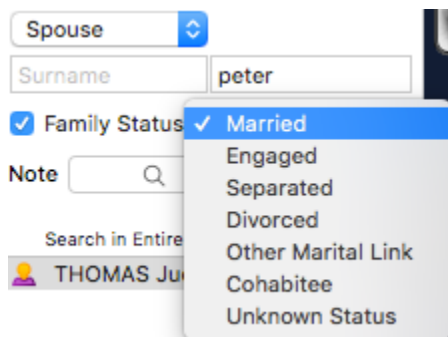 Spouse
Surname peter
Family Status Married
Engaged
Note Separated
Divorced
Search in Entire Other Marital Link
THOMAS Ju Cohabitee
Unknown Status